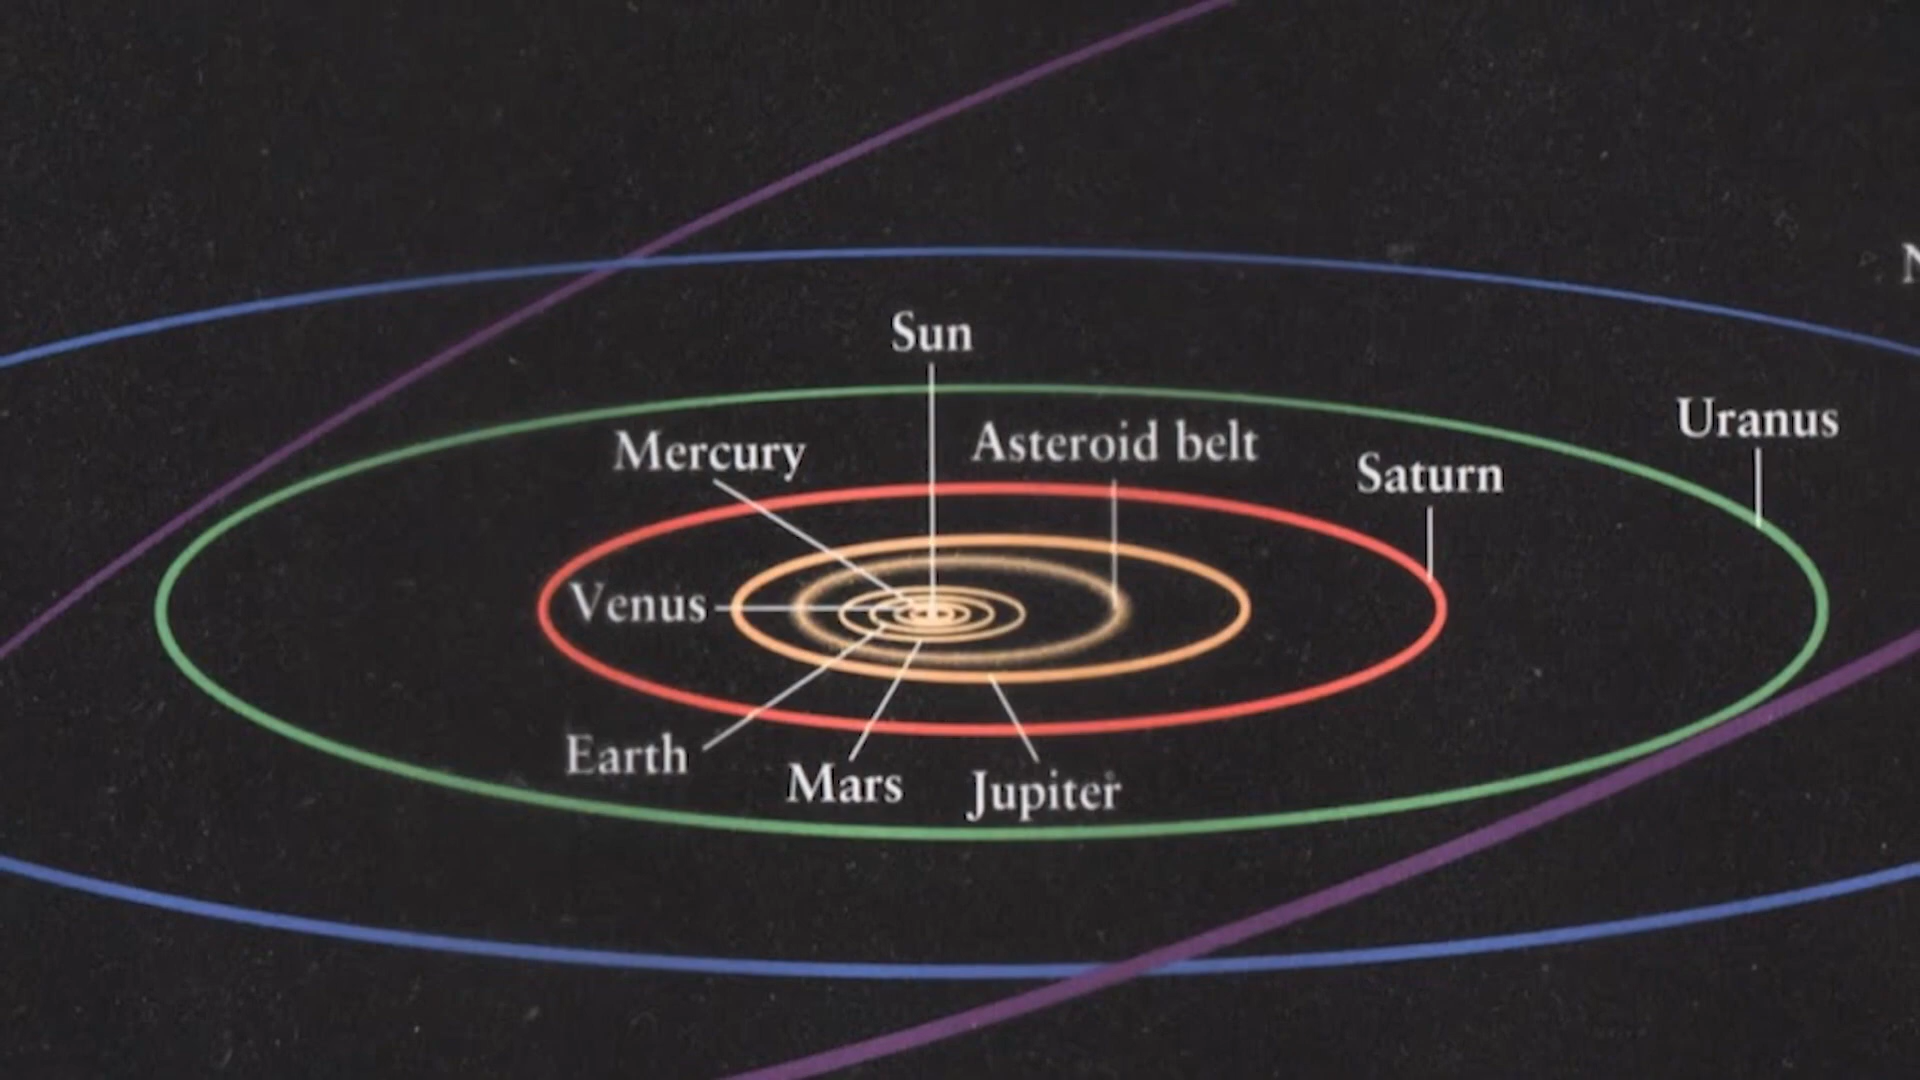 Sun
Mercury
Asteroid belt
Uranus
Saturn
Venus
Earth
Mars
Jupiter